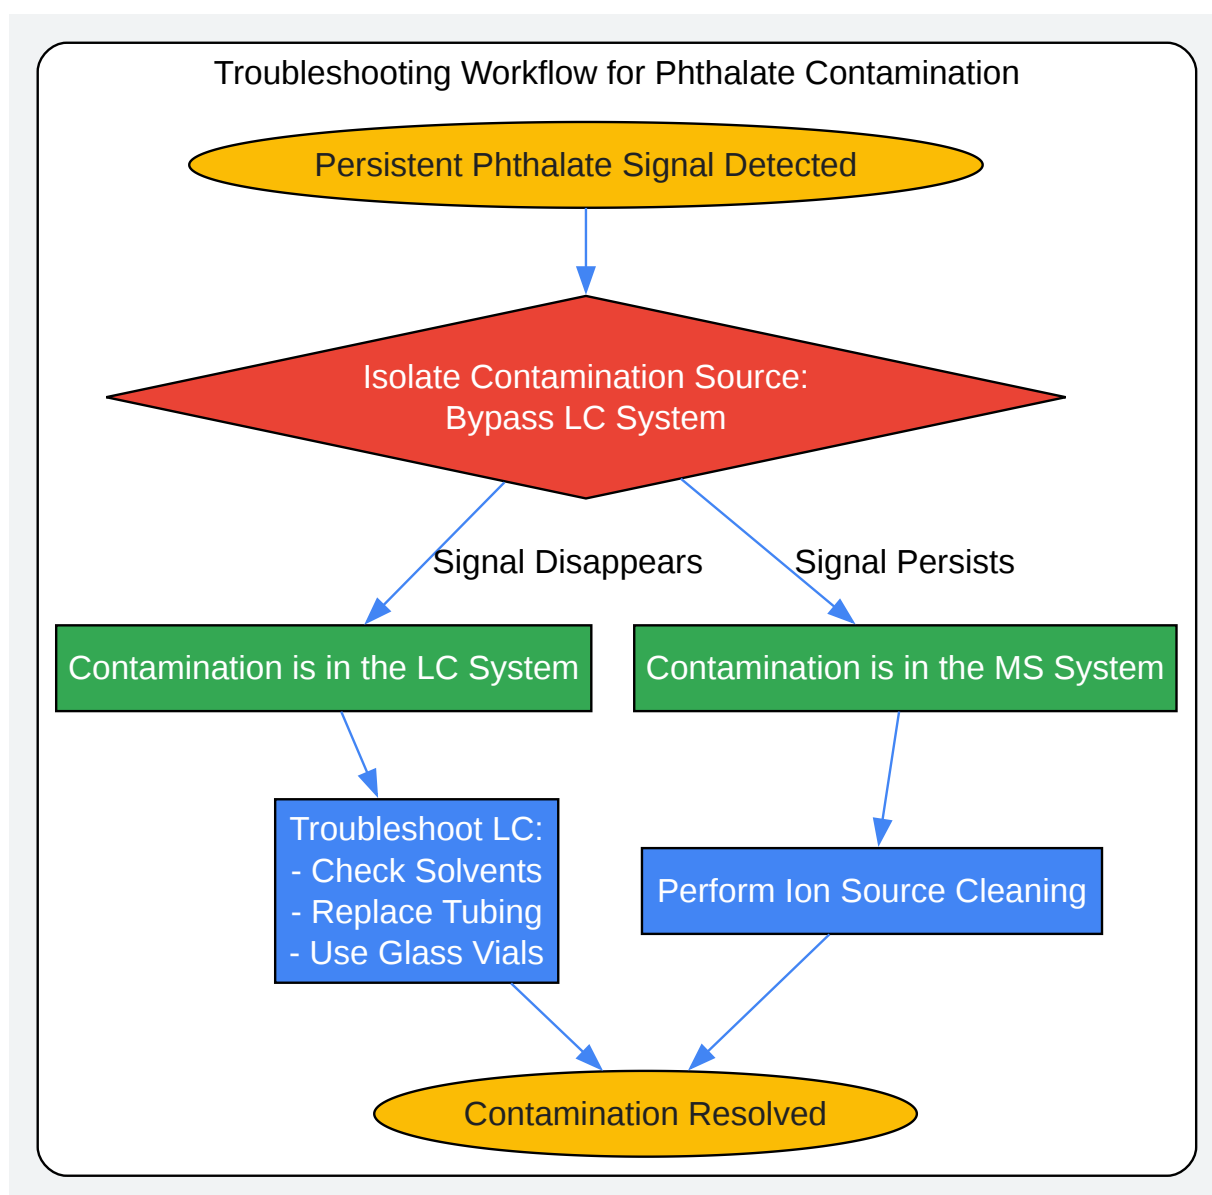 Troubleshooting Workflow for Phthalate Contamination
Persistent Phthalate Signal Detected
Isolate Contamination Source:
Bypass LC System
Signal Disappears
Signal Persists
Contamination is in the LC System
Contamination is in the MS System
Troubleshoot LC:
- Check Solvents
- Replace Tubing
- Use Glass Vials
Perform Ion Source Cleaning
Contamination Resolved